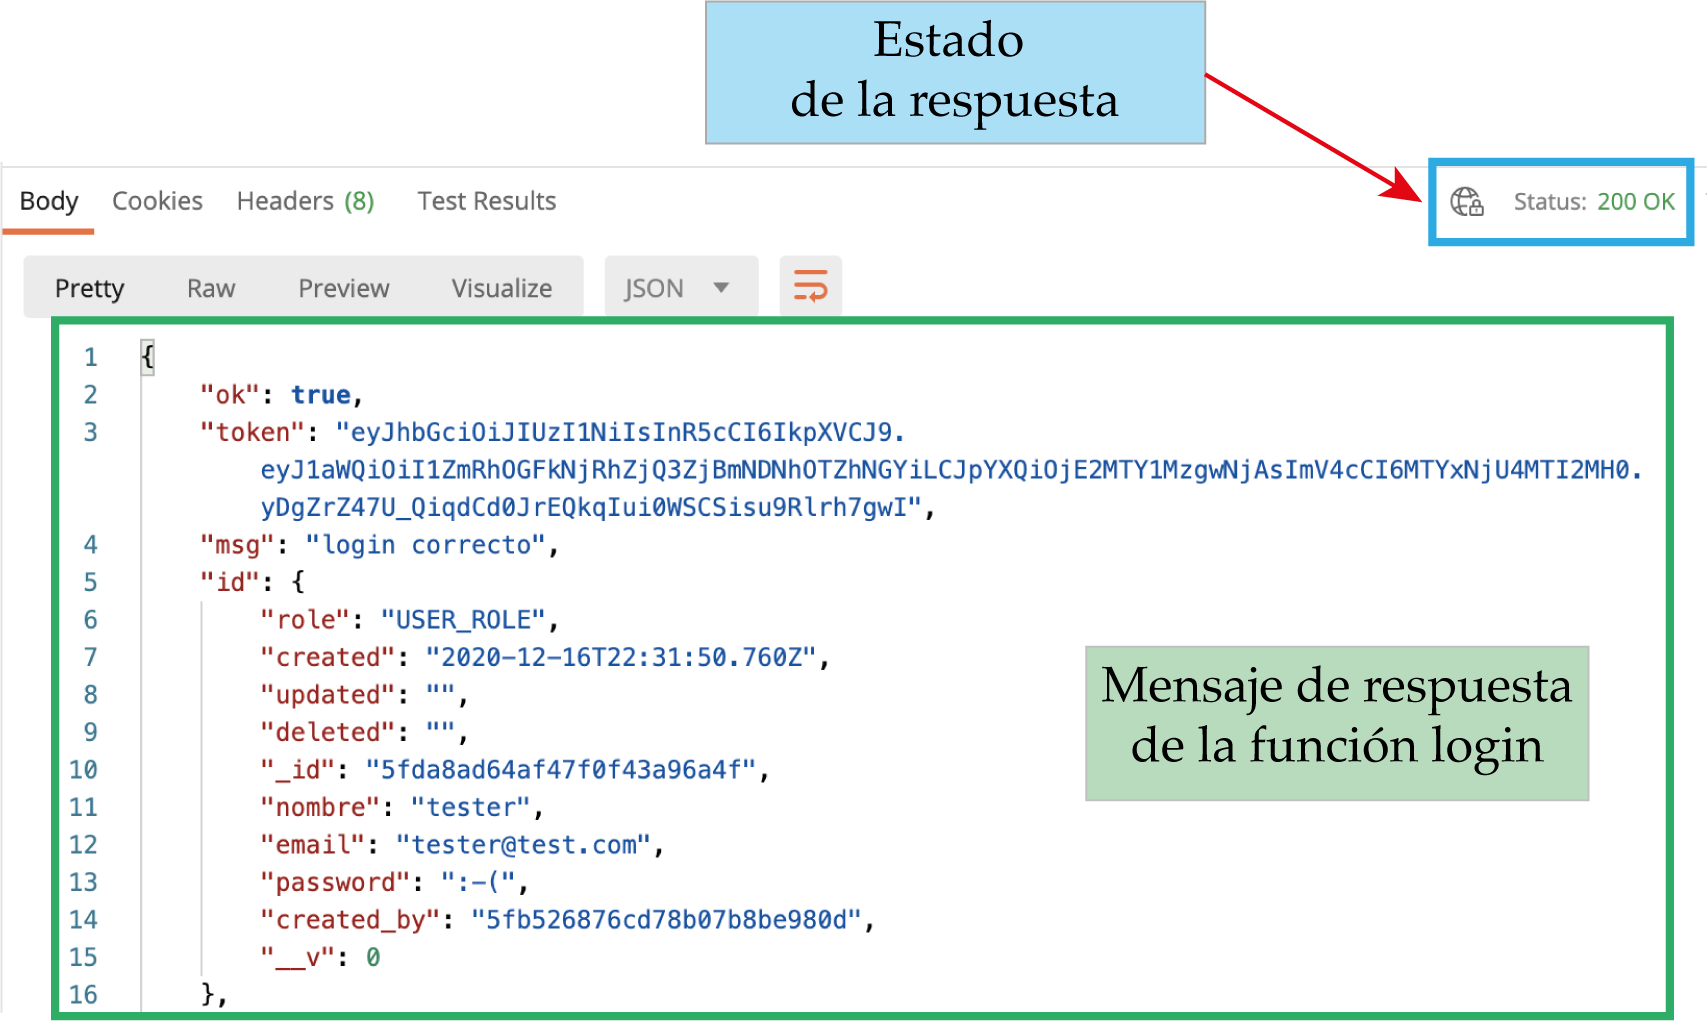 Estado
de la respuesta
Body Cookies Headers (8) Test Results Status: 200 OK
Pretty Raw Preview Visualize JSON
1 {
2 "ok": true,
3 "token": "eyJhbGciOiJIUzI1NiIsInR5cCI6IkpXVCJ9.
eyJ1aWQiOiI1ZmRhOGFkNjRhZjQ3ZjBmNDNhOTZhNGYiLCJpYXQiOjE2MTY1MzgwNjAsImV4cCI6MTYxNjU4MTI2MH0.
yDgZrZ47U_QiqdCd0JrEQkqIui0WSCSisu9Rlrh7gwI",
4 "msg": "login correcto",
5 "id": {
6 "role": "USER_ROLE",
7 "created": "2020-12-16T22:31:50.760Z",
8 "updated": "",
9 "deleted": "",
10 "_id": "5fda8ad64af47f0f43a96a4f",
11 "nombre": "tester",
12 "email": "tester@test.com",
13 "password": ":-(",
14 "created_by": "5fb526876cd78b07b8be980d",
15 "__v": 0
16 },
Mensaje de respuesta
de la función login